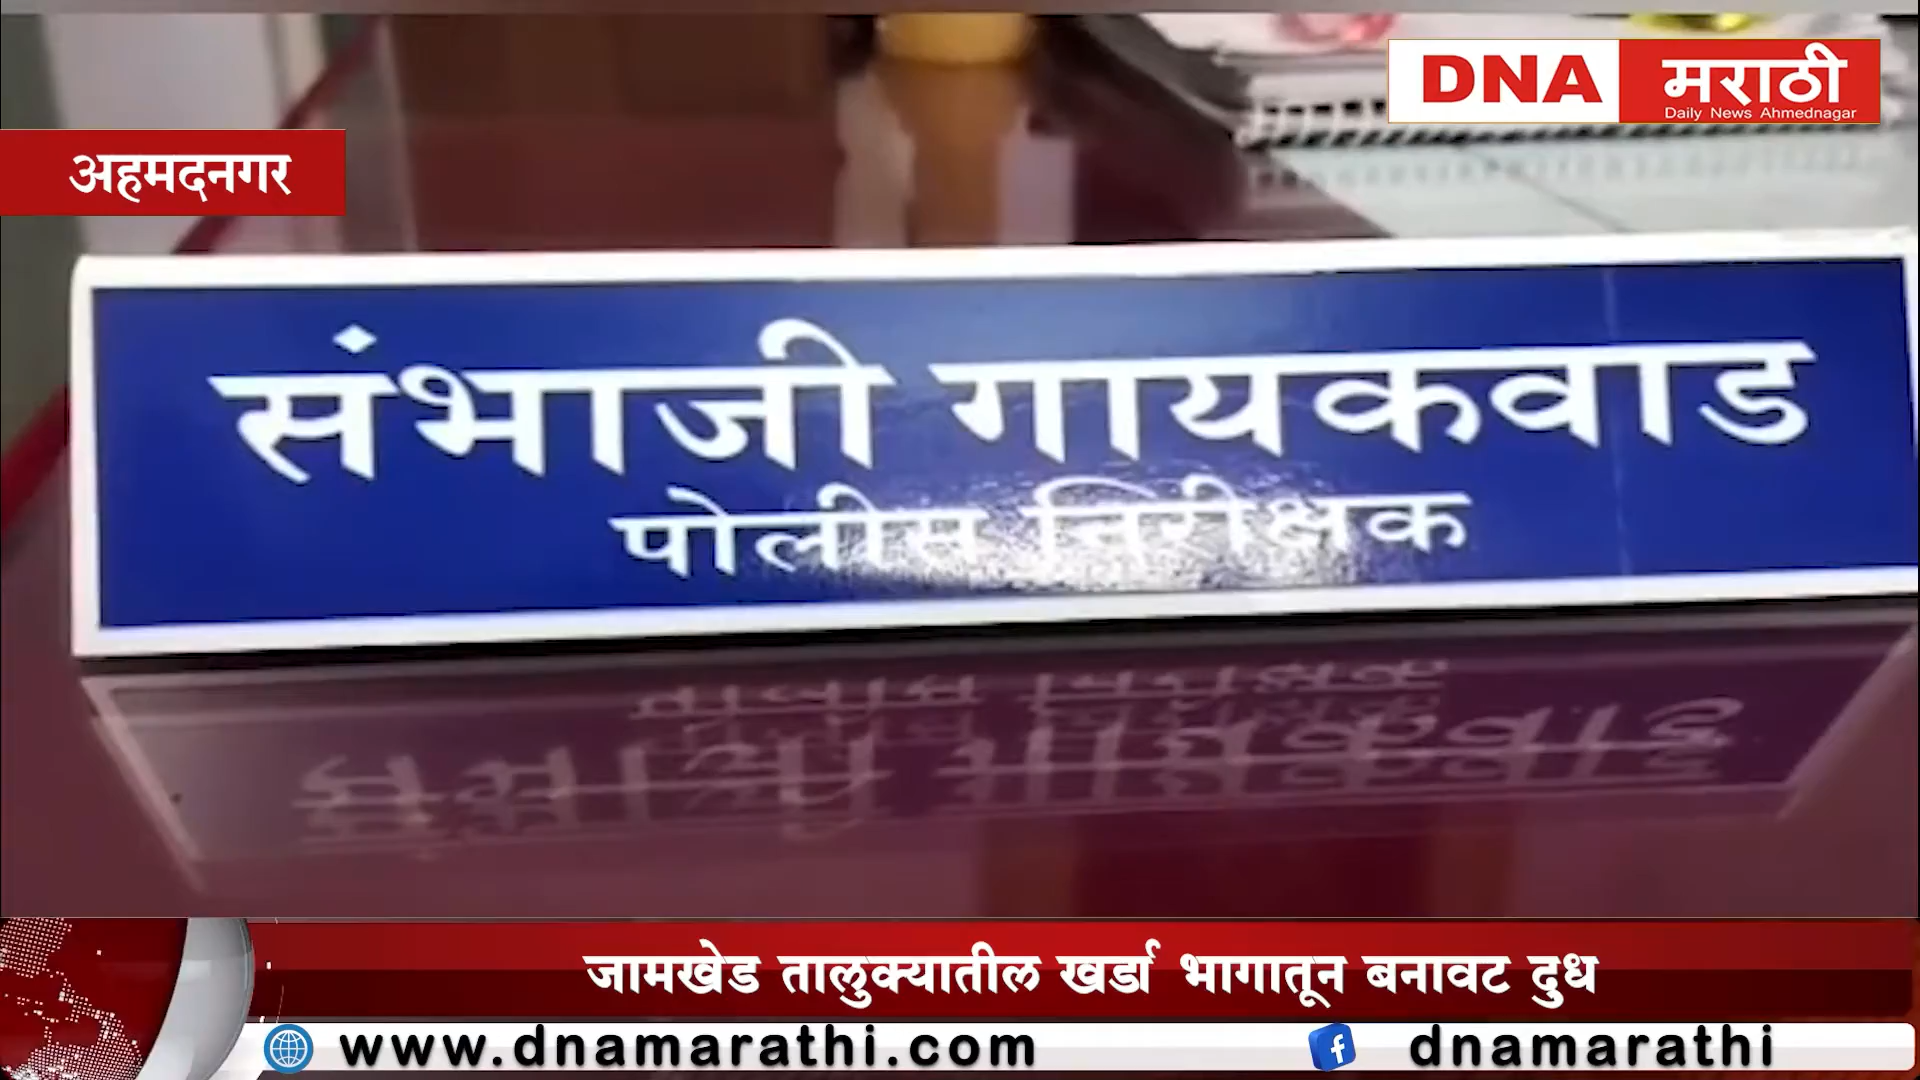 DNA मराठी
Daily News Ahmednagar
अहमदनगर
संभाजी गायकवाड
पोलीस निरीक्षक
जामखेड तालुक्यातील खर्डा भागातून बनावट दुध
www.dnamarathi.com
dnamarathi